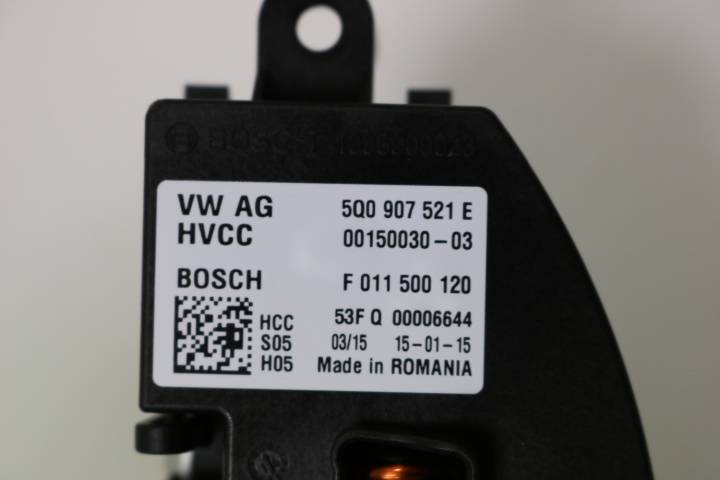 BOSCH
VW AG 5Q0 907 521 E
HVCC 00150030-03
BOSCH F 011 500 120
HCC 53F Q 00006644
S05 03/15 15-01-15
H05 Made in ROMANIA